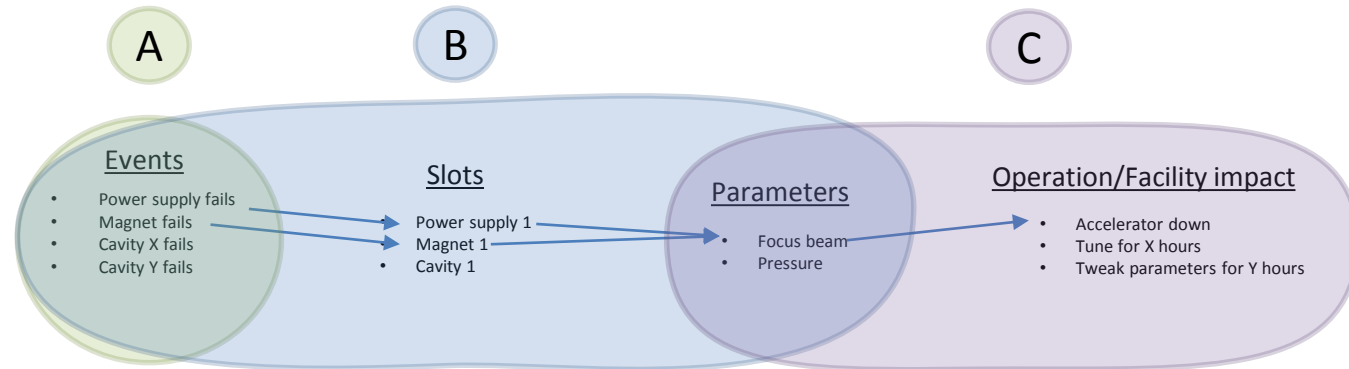 A
B
C
Events
• Power supply fails
• Magnet fails
• Cavity X fails
• Cavity Y fails
Slots
• Power supply 1
• Magnet 1
• Cavity 1
Parameters
• Focus beam
• Pressure
Operation/Facility impact
• Accelerator down
• Tune for X hours
• Tweak parameters for Y hours